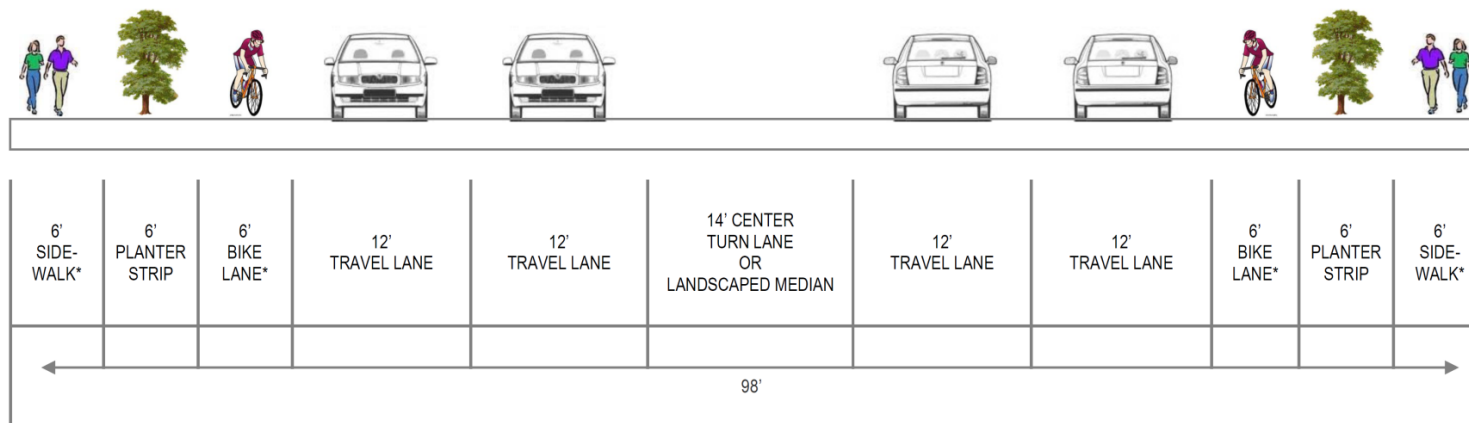 6’
SIDE-
WALK*
6’
PLANTER
STRIP
6’
BIKE
LANE*
12’
TRAVEL LANE
12’
TRAVEL LANE
14’ CENTER
TURN LANE
OR
LANDSCAPED MEDIAN
12’
TRAVEL LANE
12’
TRAVEL LANE
6’
BIKE
LANE*
6’
PLANTER
STRIP
6’
SIDE-
WALK*
98’